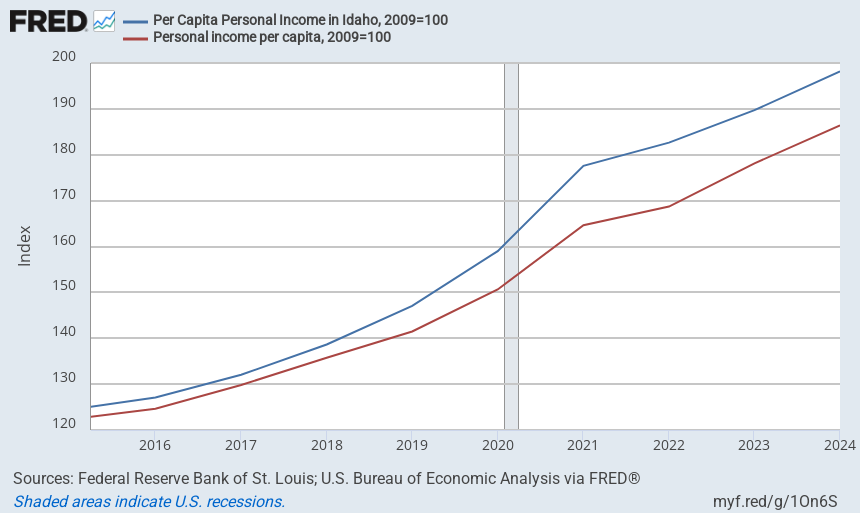 FRED
Per Capita Personal Income in Idaho, 2009=100
Personal income per capita, 2009=100
200
190
180
170
160
150
140
130
120
Index
2016 2017 2018 2019 2020 2021 2022 2023 2024
Sources: Federal Reserve Bank of St. Louis; U.S. Bureau of Economic Analysis via FRED®
Shaded areas indicate U.S. recessions.
myf.red/g/1On6S